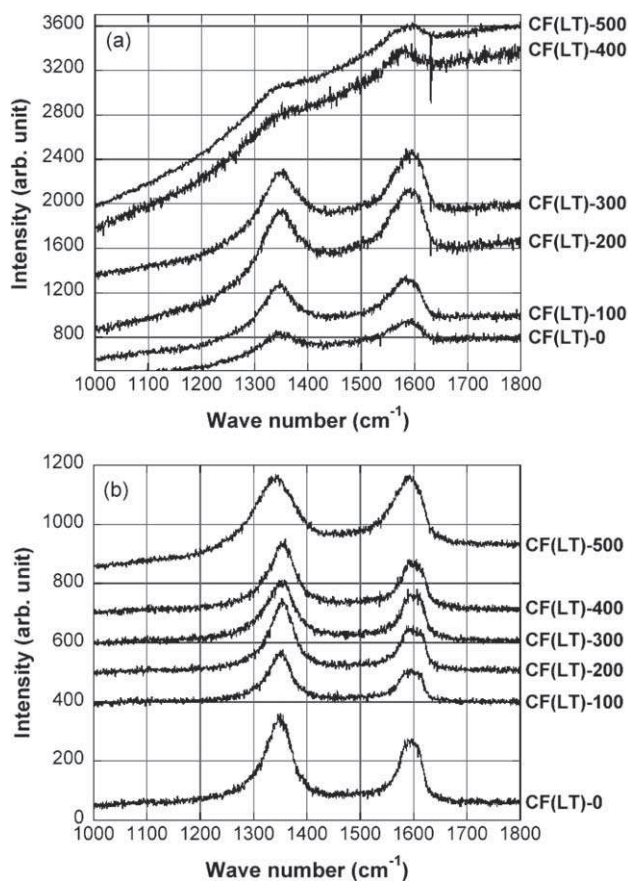 (a)
3600
3200
2800
2400
2000
1600
1200
800
Intensity (arb. unit)
CF(LT)-500
CF(LT)-400
CF(LT)-300
CF(LT)-200
CF(LT)-100
CF(LT)-0
1000 1100 1200 1300 1400 1500 1600 1700 1800
Wave number (cm⁻¹)
(b)
1200
1000
800
600
400
200
0
Intensity (arb. unit)
CF(LT)-500
CF(LT)-400
CF(LT)-300
CF(LT)-200
CF(LT)-100
CF(LT)-0
1000 1100 1200 1300 1400 1500 1600 1700 1800
Wave number (cm⁻¹)